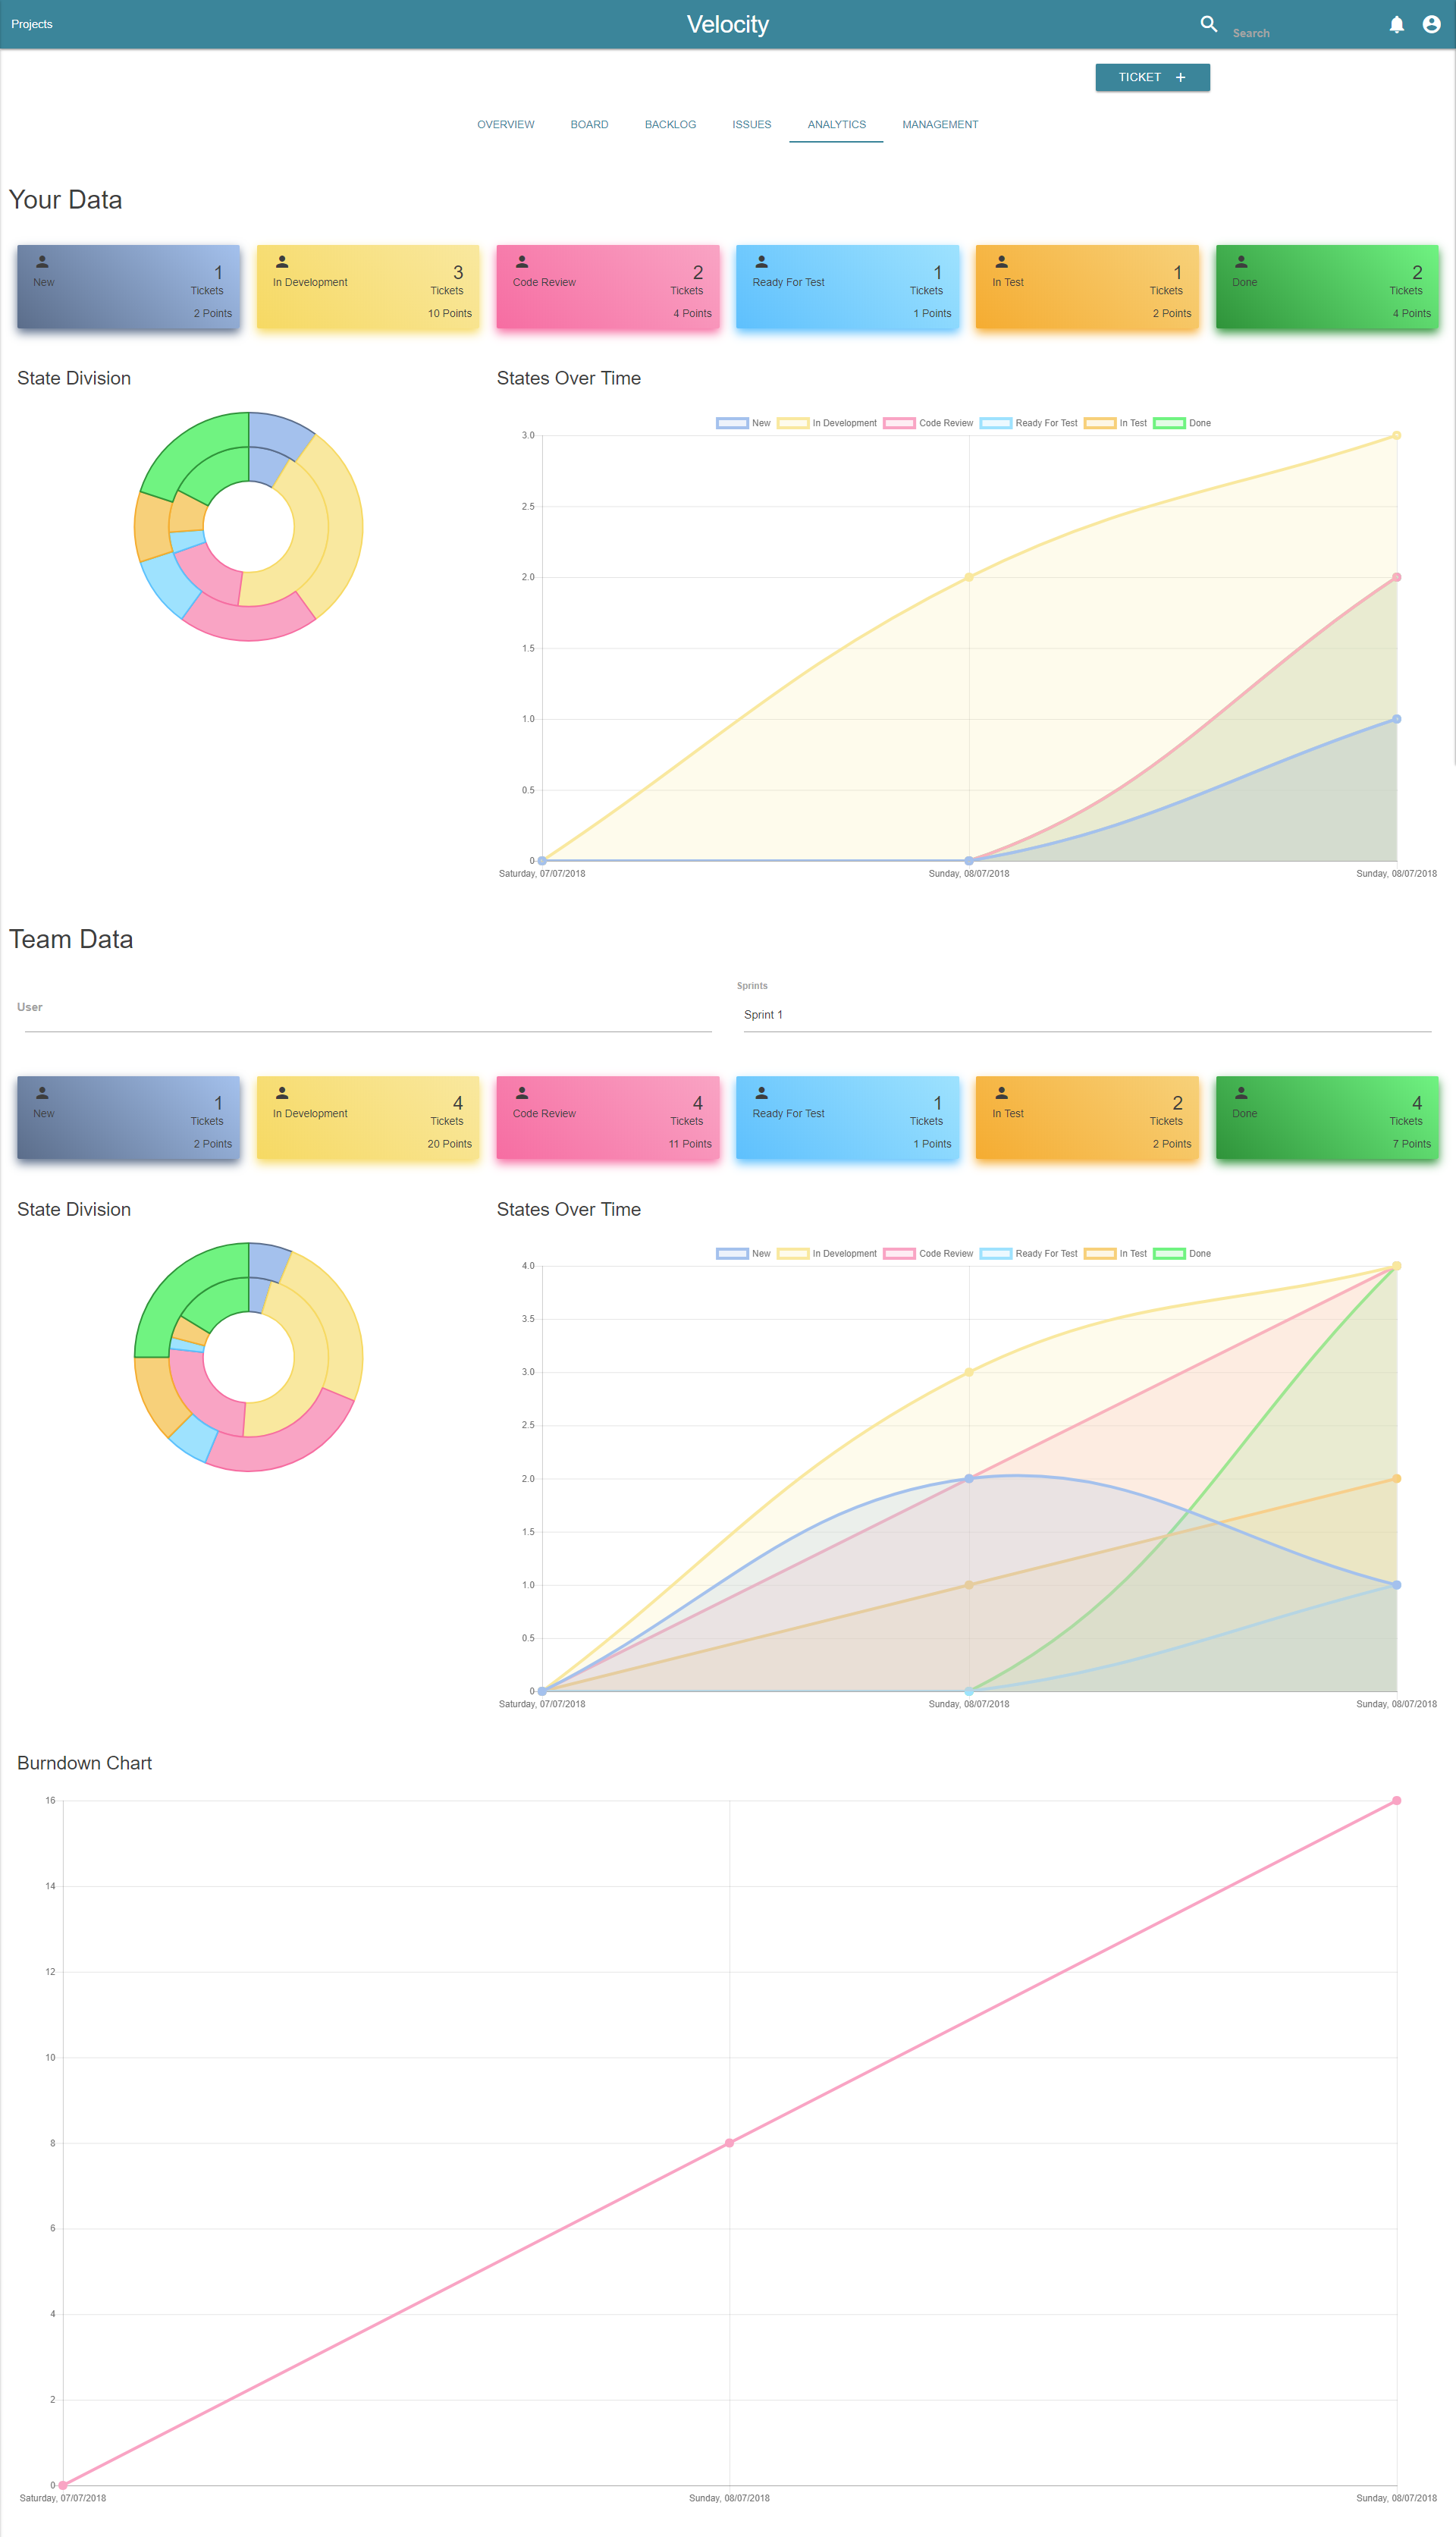 Projects
Velocity
Search
TICKET +
OVERVIEW BOARD BACKLOG ISSUES ANALYTICS MANAGEMENT
Your Data
New
1
Tickets
2 Points
In Development
3
Tickets
10 Points
Code Review
2
Tickets
4 Points
Ready For Test
1
Tickets
1 Points
In Test
1
Tickets
2 Points
Done
2
Tickets
4 Points
State Division
States Over Time
New In Development Code Review Ready For Test In Test Done
3.0
2.5
2.0
1.5
1.0
0.5
0
Saturday, 07/07/2018 Sunday, 08/07/2018 Sunday, 08/07/2018
Team Data
User
Sprints
Sprint 1
New
1
Tickets
2 Points
In Development
4
Tickets
20 Points
Code Review
4
Tickets
11 Points
Ready For Test
1
Tickets
1 Points
In Test
2
Tickets
2 Points
Done
4
Tickets
7 Points
State Division
States Over Time
New In Development Code Review Ready For Test In Test Done
4.0
3.5
3.0
2.5
2.0
1.5
1.0
0.5
0
Saturday, 07/07/2018 Sunday, 08/07/2018 Sunday, 08/07/2018
Burndown Chart
16
14
12
10
8
6
4
2
0
Saturday, 07/07/2018 Sunday, 08/07/2018 Sunday, 08/07/2018